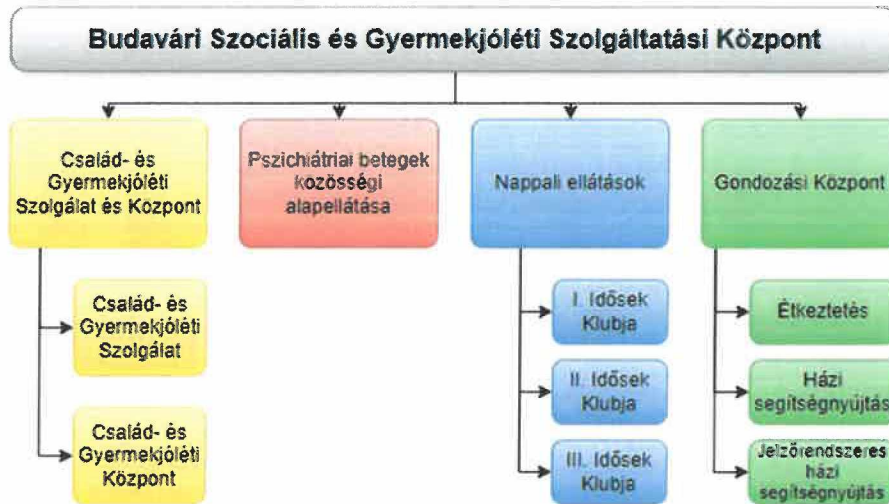 Budavári Szociális és Gyermekjóléti Szolgáltatási Központ
Család- és
Gyermekjóléti
Szolgálat és Központ
Pszichiátriai betegek
közösségi
alapellátása
Nappali ellátások
Gondozási Központ
Család- és
Gyermekjóléti
Szolgálat
Család- és
Gyermekjóléti
Központ
I. Idősek
Klubja
II. Idősek
Klubja
III. Idősek
Klubja
Étkeztetés
Házi
segítségnyújtás
Jelzőrendszeres
házi
segítségnyújtás